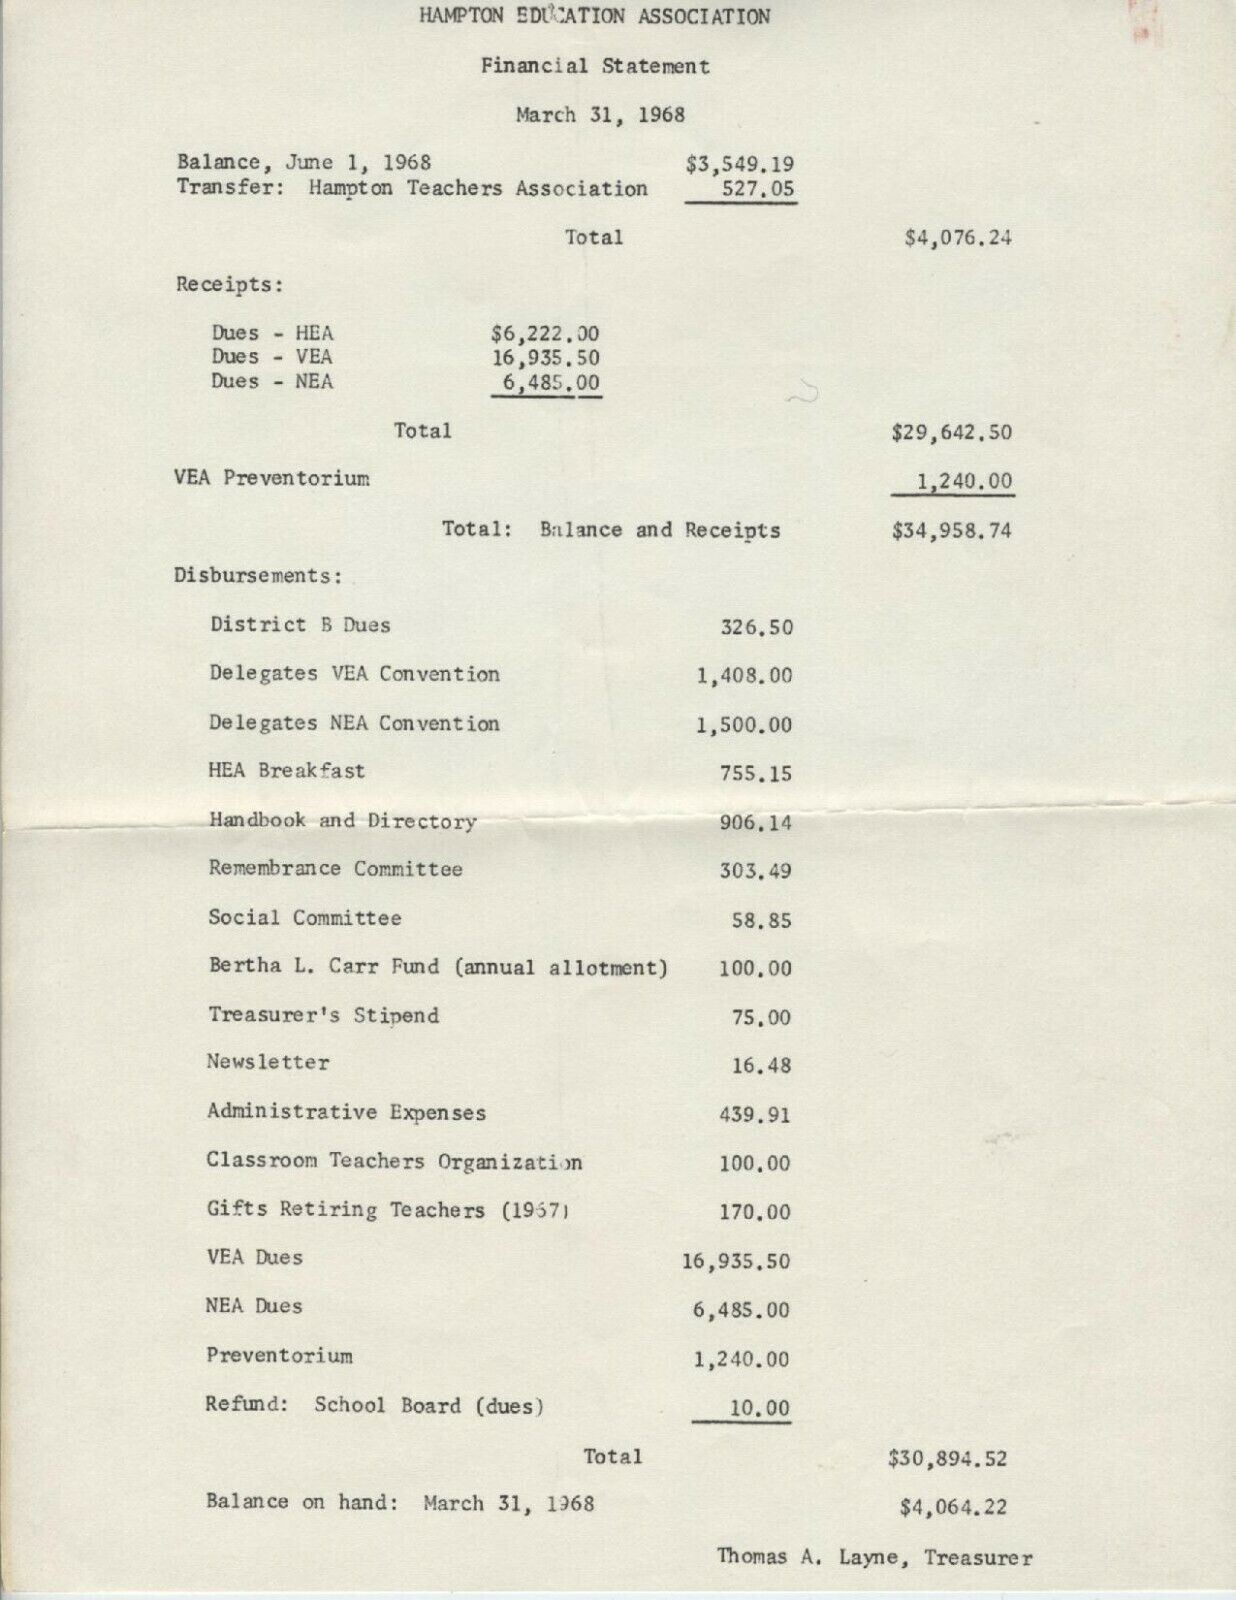 HAMPTON EDUCATION ASSOCIATION
Financial Statement
March 31, 1968
Balance, June 1, 1968 $3,549.19
Transfer: Hampton Teachers Association 527.05
Total $4,076.24
Receipts:
Dues - HEA $6,222.00
Dues - VEA 16,935.50
Dues - NEA 6,485.00
Total $29,642.50
VEA Preventorium 1,240.00
Total: Balance and Receipts $34,958.74
Disbursements:
District B Dues 326.50
Delegates VEA Convention 1,408.00
Delegates NEA Convention 1,500.00
HEA Breakfast 755.15
Handbook and Directory 906.14
Remembrance Committee 303.49
Social Committee 58.85
Bertha L. Carr Fund (annual allotment) 100.00
Treasurer's Stipend 75.00
Newsletter 16.48
Administrative Expenses 439.91
Classroom Teachers Organization 100.00
Gifts Retiring Teachers (1967) 170.00
VEA Dues 16,935.50
NEA Dues 6,485.00
Preventorium 1,240.00
Refund: School Board (dues) 10.00
Total $30,894.52
Balance on hand: March 31, 1968 $4,064.22
Thomas A. Layne, Treasurer